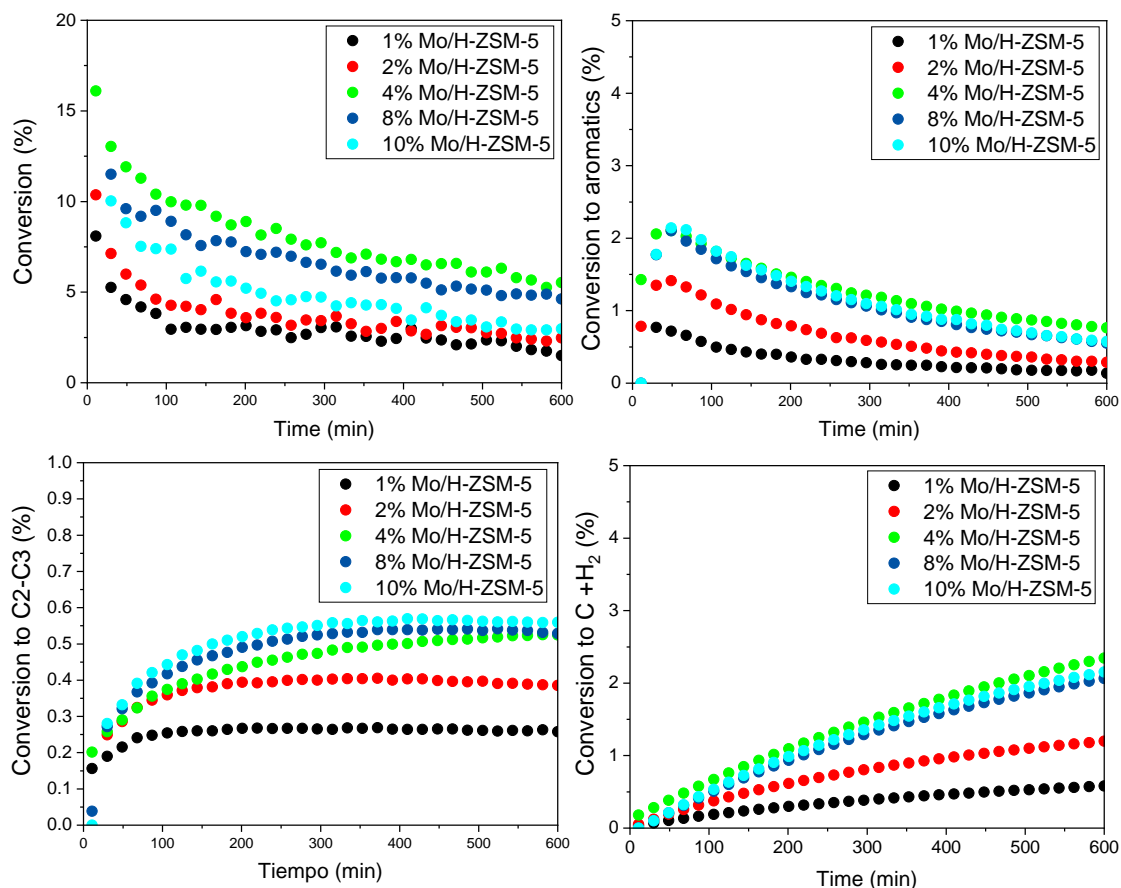 20
15
10
5
0
Conversion (%)
1% Mo/H-ZSM-5
2% Mo/H-ZSM-5
4% Mo/H-ZSM-5
8% Mo/H-ZSM-5
10% Mo/H-ZSM-5
0 100 200 300 400 500 600
Time (min)
5
4
3
2
1
0
Conversion to aromatics (%)
1% Mo/H-ZSM-5
2% Mo/H-ZSM-5
4% Mo/H-ZSM-5
8% Mo/H-ZSM-5
10% Mo/H-ZSM-5
0 100 200 300 400 500 600
Time (min)
1.0
0.9
0.8
0.7
0.6
0.5
0.4
0.3
0.2
0.1
0.0
Conversion to C2-C3 (%)
1% Mo/H-ZSM-5
2% Mo/H-ZSM-5
4% Mo/H-ZSM-5
8% Mo/H-ZSM-5
10% Mo/H-ZSM-5
0 100 200 300 400 500 600
Tiempo (min)
5
4
3
2
1
0
Conversion to C +H₂ (%)
1% Mo/H-ZSM-5
2% Mo/H-ZSM-5
4% Mo/H-ZSM-5
8% Mo/H-ZSM-5
10% Mo/H-ZSM-5
0 100 200 300 400 500 600
Time (min)